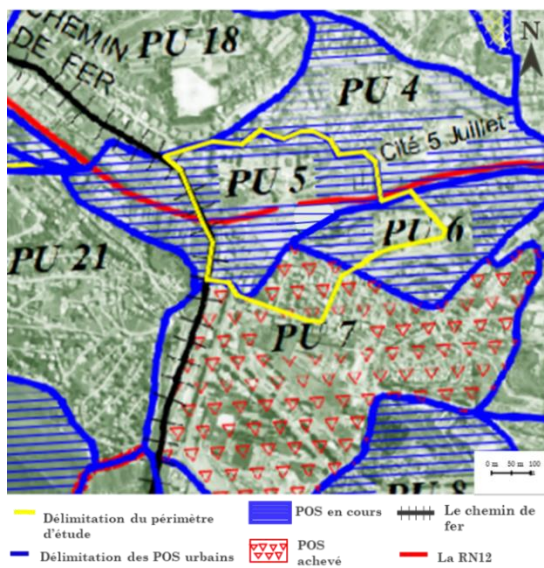 CHEMIN
DE FER
PU 18
N
PU 4
Cité 5 Juillet
PU 5
PU 6
PU 21
PU 7
PU 8
0 m 50 m 100
Délimitation du périmètre
d'étude
POS en cours
Le chemin de
fer
Délimitation des POS urbains
POS
achevé
La RN12